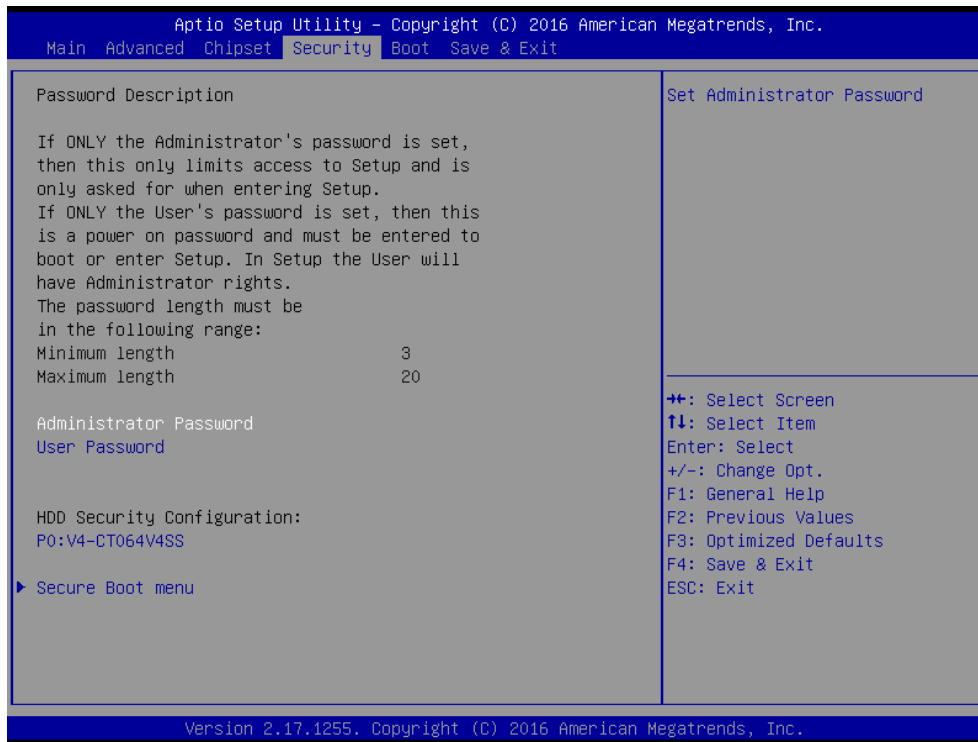 Aptio Setup Utility – Copyright (C) 2016 American Megatrends, Inc.
Main Advanced Chipset Security Boot Save & Exit
Password Description
If ONLY the Administrator's password is set,
then this only limits access to Setup and is
only asked for when entering Setup.
If ONLY the User's password is set, then this
is a power on password and must be entered to
boot or enter Setup. In Setup the User will
have Administrator rights.
The password length must be
in the following range:
Minimum length 3
Maximum length 20
Administrator Password
User Password
HDD Security Configuration:
P0:V4-CT064V4SS
▶ Secure Boot menu
Set Administrator Password
→←: Select Screen
↑↓: Select Item
Enter: Select
+/-: Change Opt.
F1: General Help
F2: Previous Values
F3: Optimized Defaults
F4: Save & Exit
ESC: Exit
Version 2.17.1255. Copyright (C) 2016 American Megatrends, Inc.